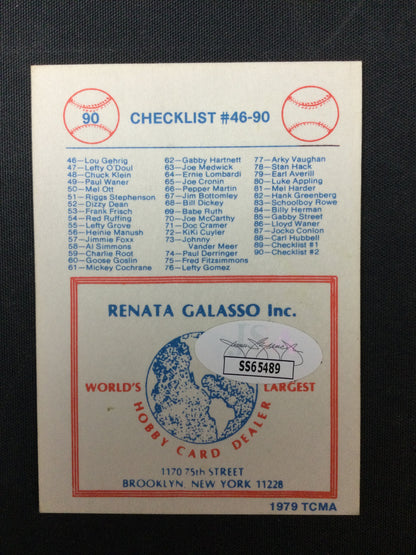 90 CHECKLIST #46-90
46—Lou Gehrig
47—Lefty O'Doul
48—Chuck Klein
49—Paul Waner
50—Mel Ott
51—Riggs Stephenson
52—Dizzy Dean
53—Frank Frisch
54—Red Ruffing
55—Lefty Grove
56—Heinie Manush
57—Jimmie Foxx
58—Al Simmons
59—Charlie Root
60—Goose Goslin
61—Mickey Cochrane
62—Gabby Hartnett
63—Joe Medwick
64—Ernie Lombardi
65—Joe Cronin
66—Pepper Martin
67—Jim Bottomley
68—Bill Dickey
69—Babe Ruth
70—Joe McCarthy
71—Doc Cramer
72—KiKi Cuyler
73—Johnny
Vander Meer
74—Paul Derringer
75—Fred Fitzsimmons
76—Lefty Gomez
77—Arky Vaughan
78—Stan Hack
79—Earl Averill
80—Luke Appling
81—Mel Harder
82—Hank Greenberg
83—Schoolboy Rowe
84—Billy Herman
85—Gabby Street
86—Lloyd Waner
87—Jocko Conlon
88—Carl Hubbell
89—Checklist #1
90—Checklist #2
RENATA GALASSO Inc.
SS65489
WORLD'S LARGEST
HOBBY CARD DEALER
1170 75th STREET
BROOKLYN, NEW YORK 11228
1979 TCMA